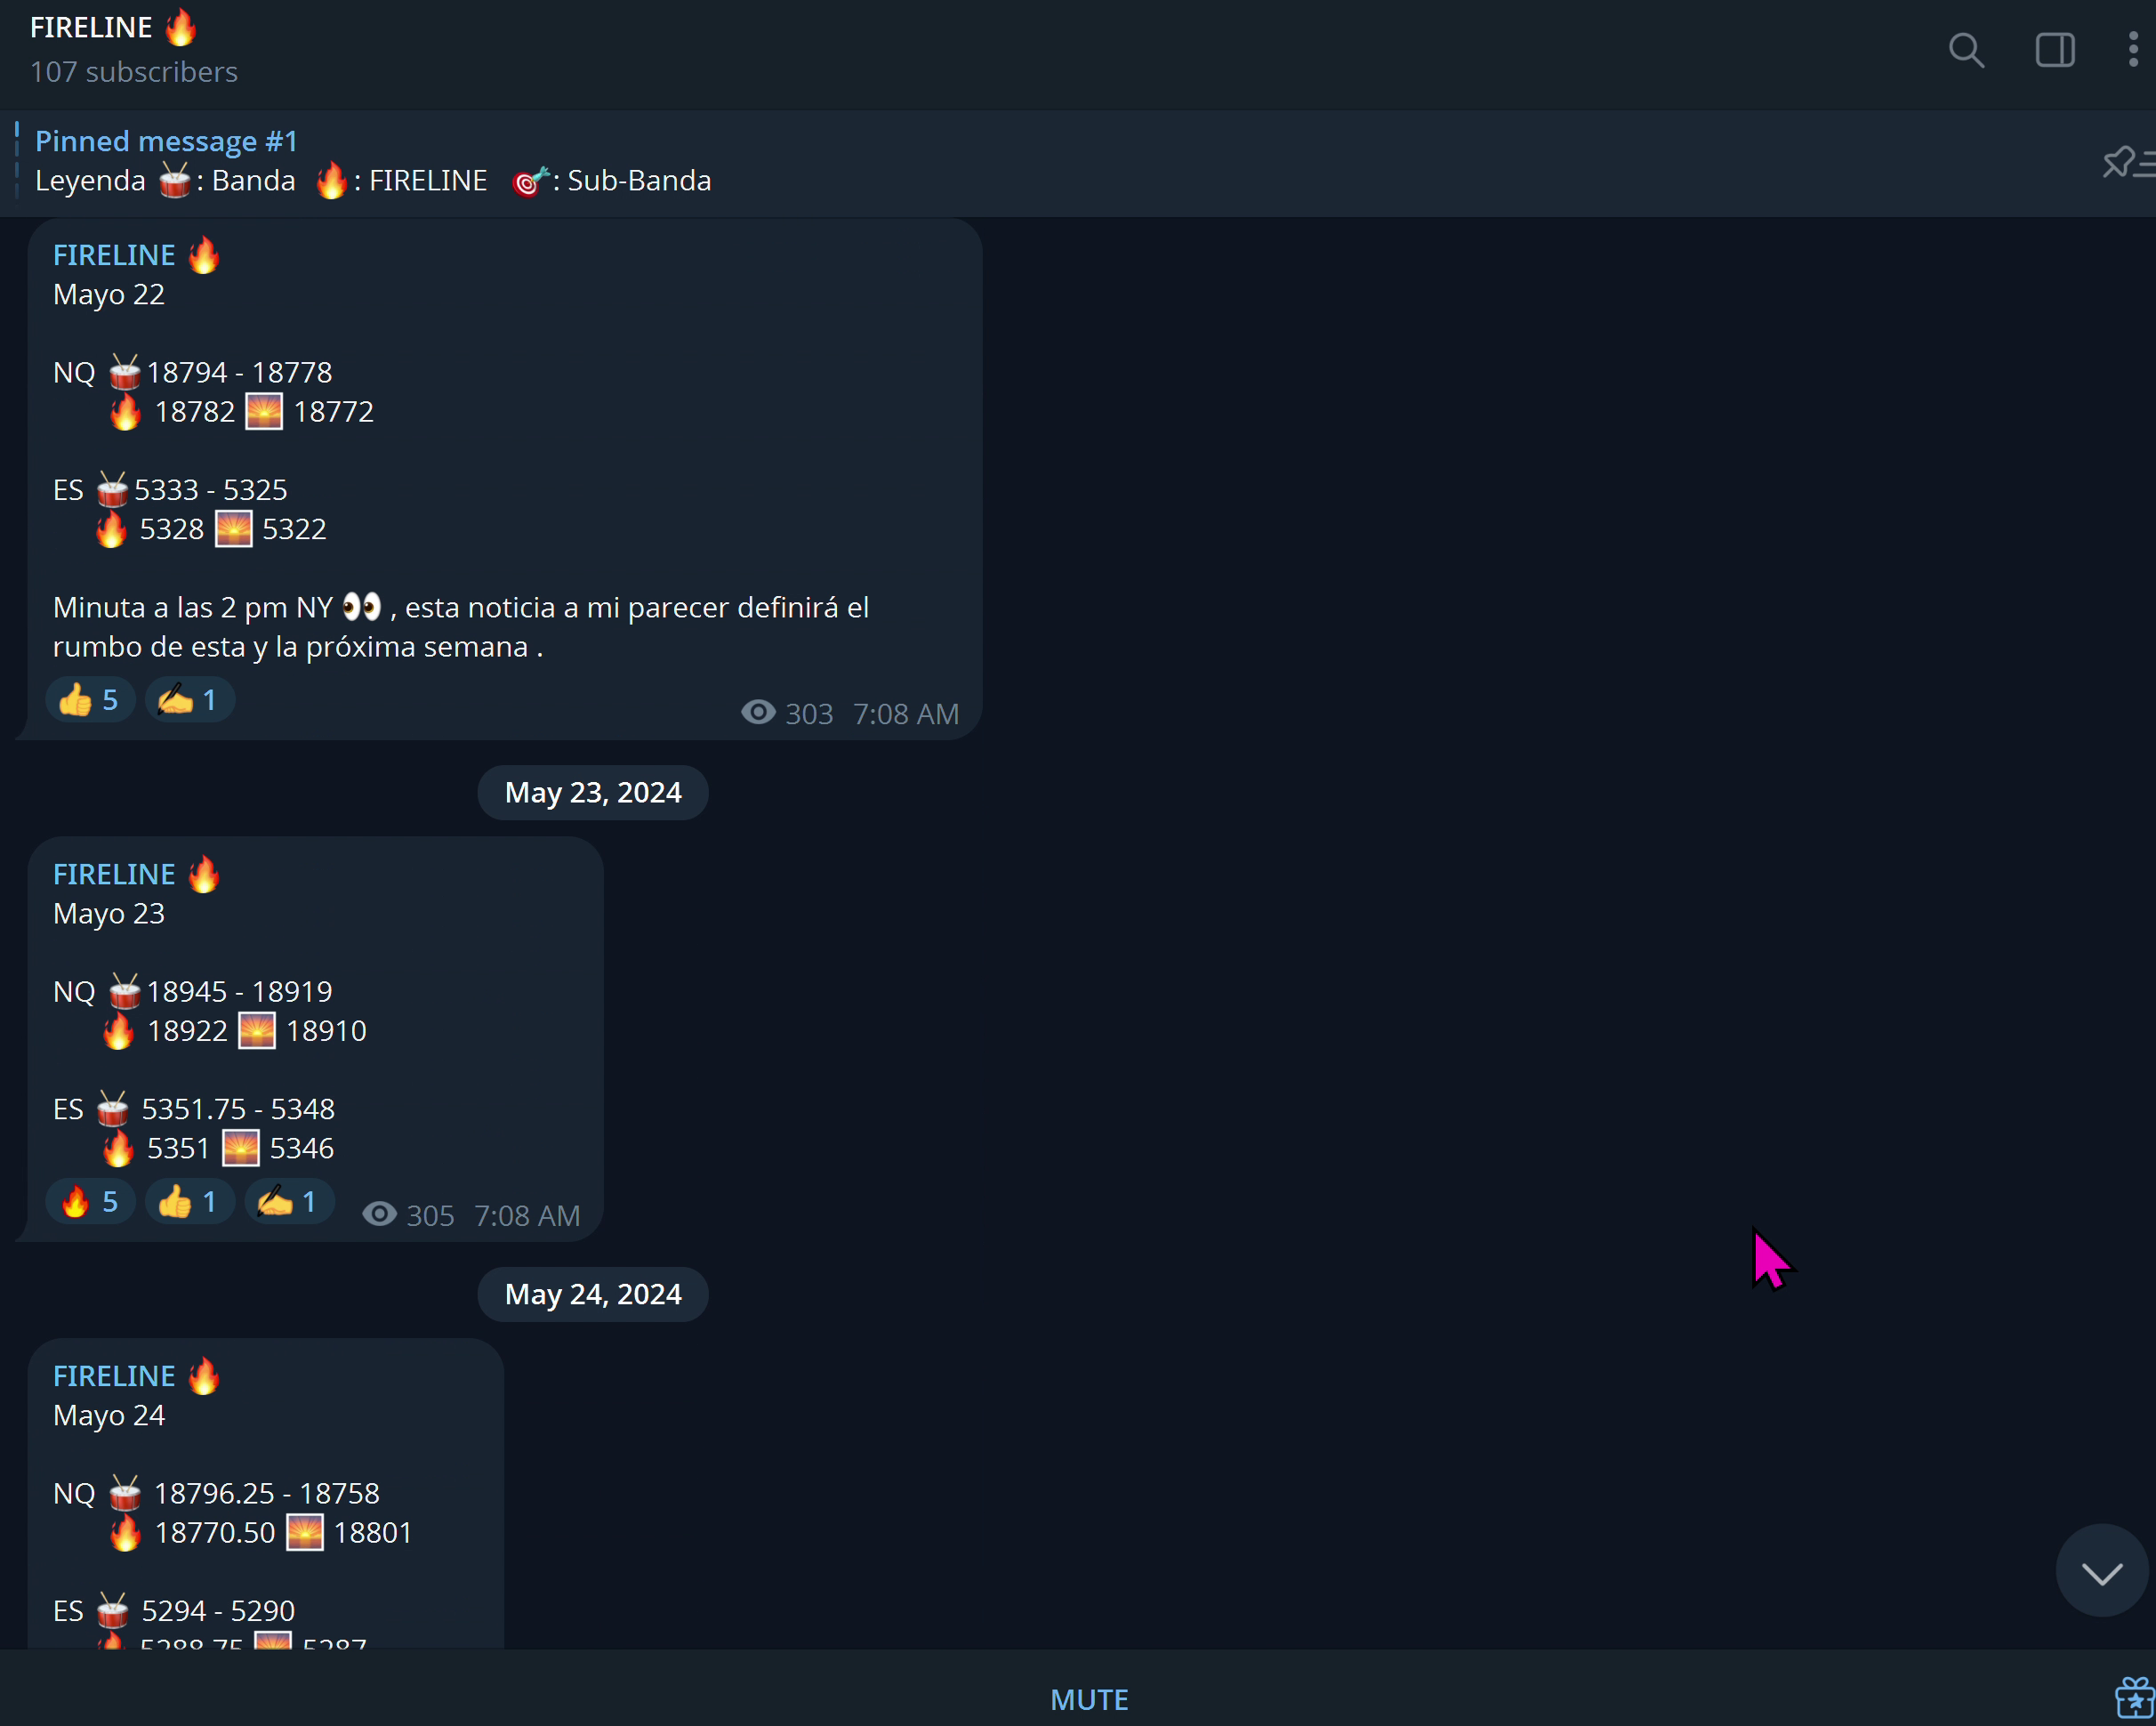 FIRELINE 🔥
107 subscribers
Pinned message #1
Leyenda 🥁: Banda 🔥: FIRELINE 🎯: Sub-Banda
FIRELINE 🔥
Mayo 22
NQ 🥁18794 - 18778
🔥 18782 🌅 18772
ES 🥁5333 - 5325
🔥 5328 🌅 5322
Minuta a las 2 pm NY 👀 , esta noticia a mi parecer definirá el
rumbo de esta y la próxima semana .
👍 5 ✍️ 1
303 7:08 AM
May 23, 2024
FIRELINE 🔥
Mayo 23
NQ 🥁18945 - 18919
🔥 18922 🌅 18910
ES 🥁 5351.75 - 5348
🔥 5351 🌅 5346
🔥 5 👍 1 ✍️ 1
305 7:08 AM
May 24, 2024
FIRELINE 🔥
Mayo 24
NQ 🥁 18796.25 - 18758
🔥 18770.50 🌅 18801
ES 🥁 5294 - 5290
🔥 5288.75 🌅 5287
MUTE